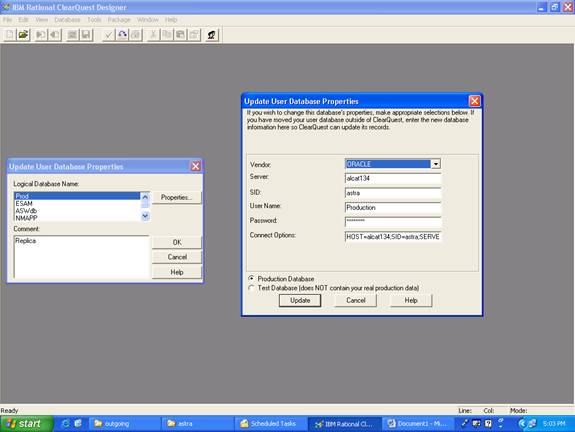 IBM Rational ClearQuest Designer
File Edit View Database Tools Package Window Help
Update User Database Properties
If you wish to change this database's properties, make appropriate selections below. If
you have moved your user database outside of ClearQuest, enter the new database
information here so ClearQuest can update its records.
Vendor: ORACLE
Server: alcat134
SID: astra
User Name: Production
Password: ********
Connect Options: HOST=alcat134;SID=astra;SERVE
Production Database
Test Database (does NOT contain your real production data)
Update Cancel Help
Update User Database Properties
Logical Database Name:
Prod
ESAM
ASWdb
NMAPP
Properties...
Comment:
Replica
OK
Cancel
Help
Ready Line: Col: Mode:
start outgoing astra Scheduled Tasks IBM Rational Cl... Document1 - Mi... 5:03 PM